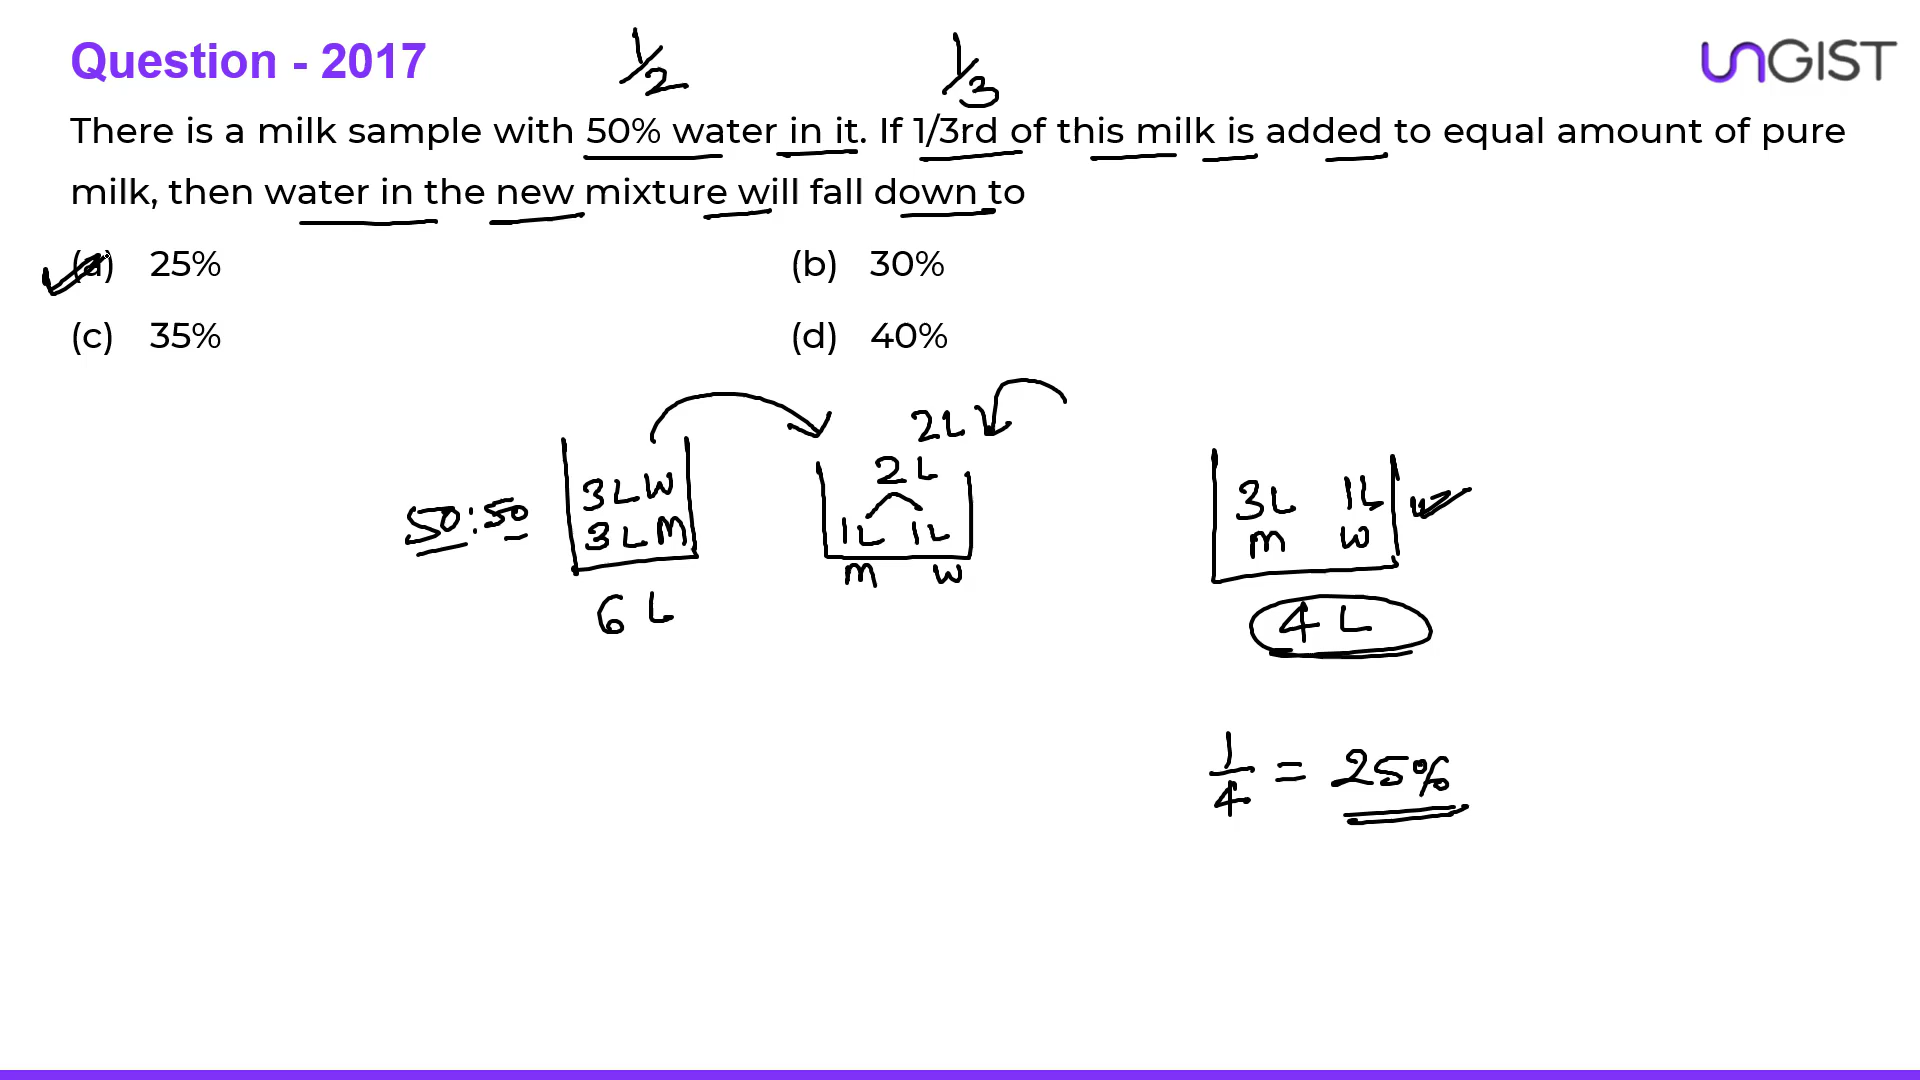 Question - 2017
1/2
1/3
UNGIST
There is a milk sample with 50% water in it. If 1/3rd of this milk is added to equal amount of pure
milk, then water in the new mixture will fall down to
(a) 25%
(b) 30%
(c) 35%
(d) 40%
50:50
3LW
3LM
6 L
2L
2L
1L 1L
M W
3L 1L
M W
4 L
1/4 = 25%